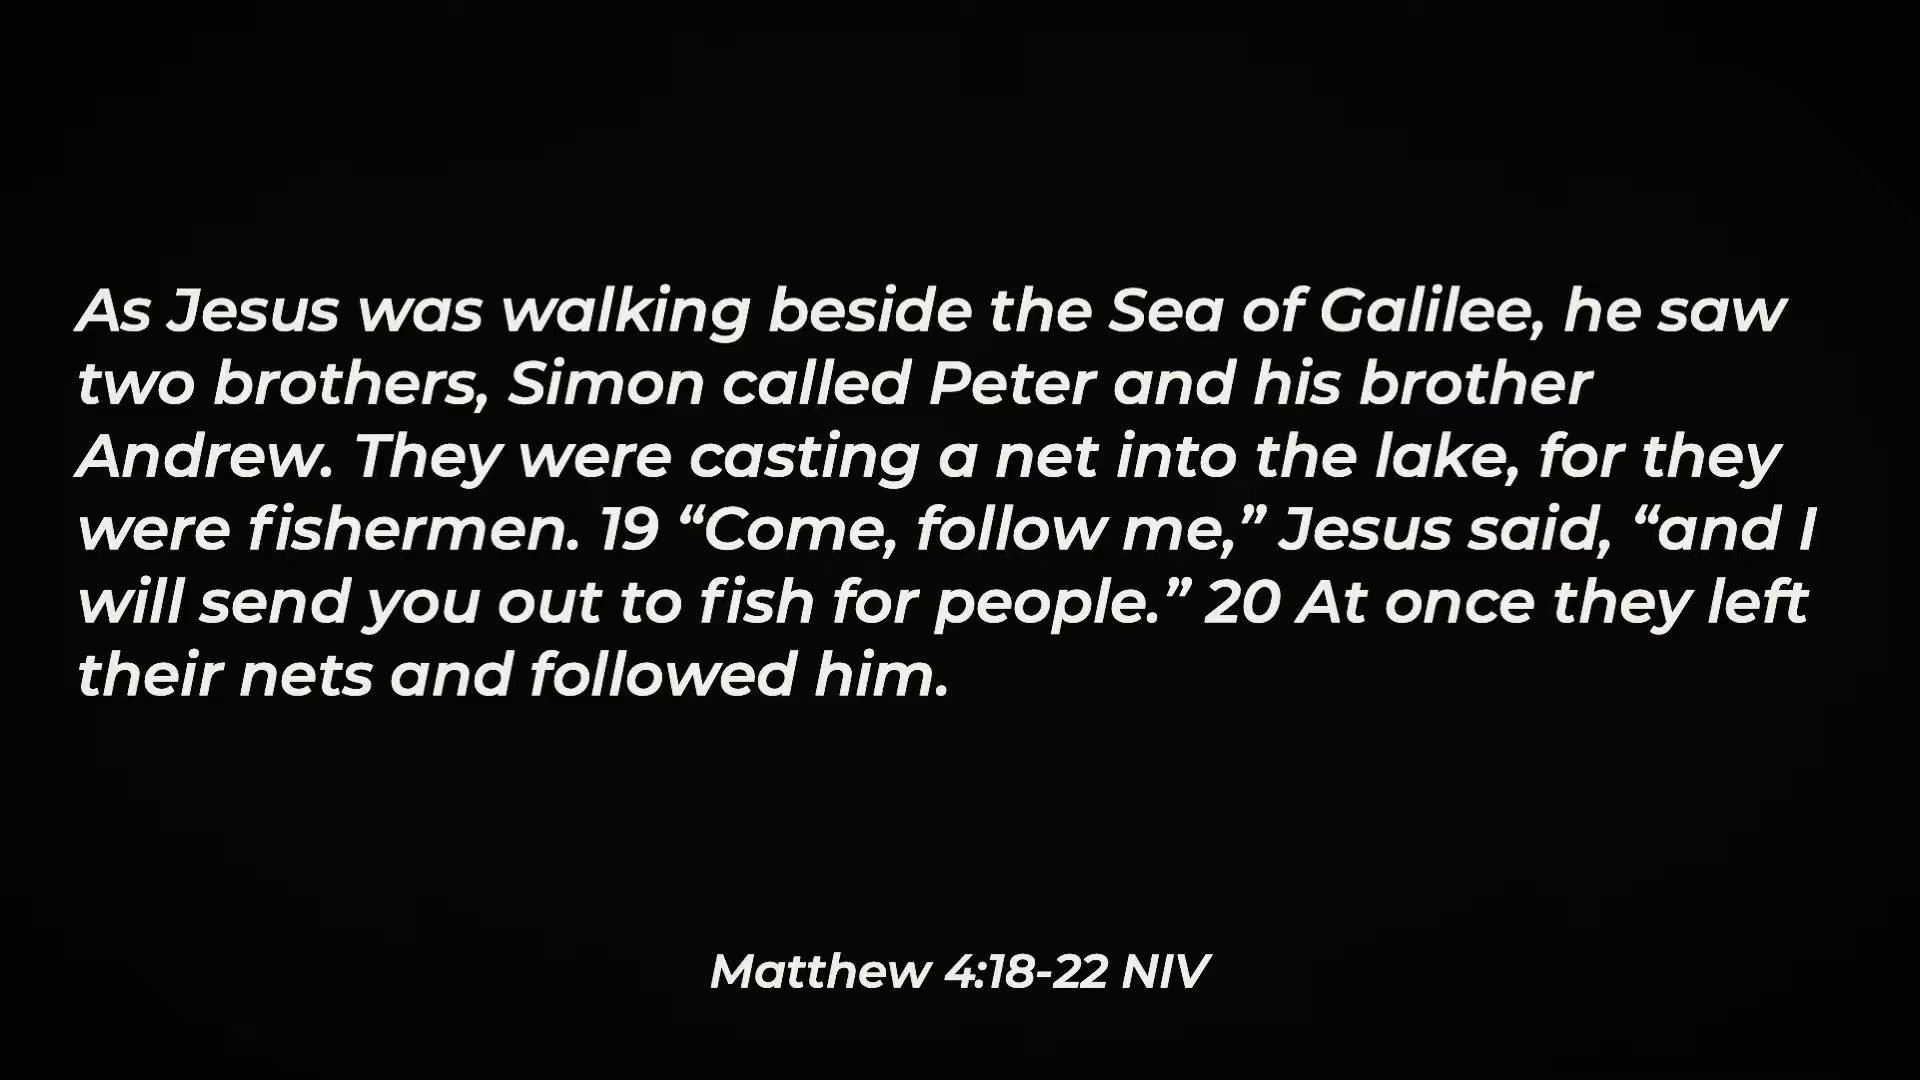 As Jesus was walking beside the Sea of Galilee, he saw
two brothers, Simon called Peter and his brother
Andrew. They were casting a net into the lake, for they
were fishermen. 19 “Come, follow me,” Jesus said, “and I
will send you out to fish for people.” 20 At once they left
their nets and followed him.
Matthew 4:18-22 NIV